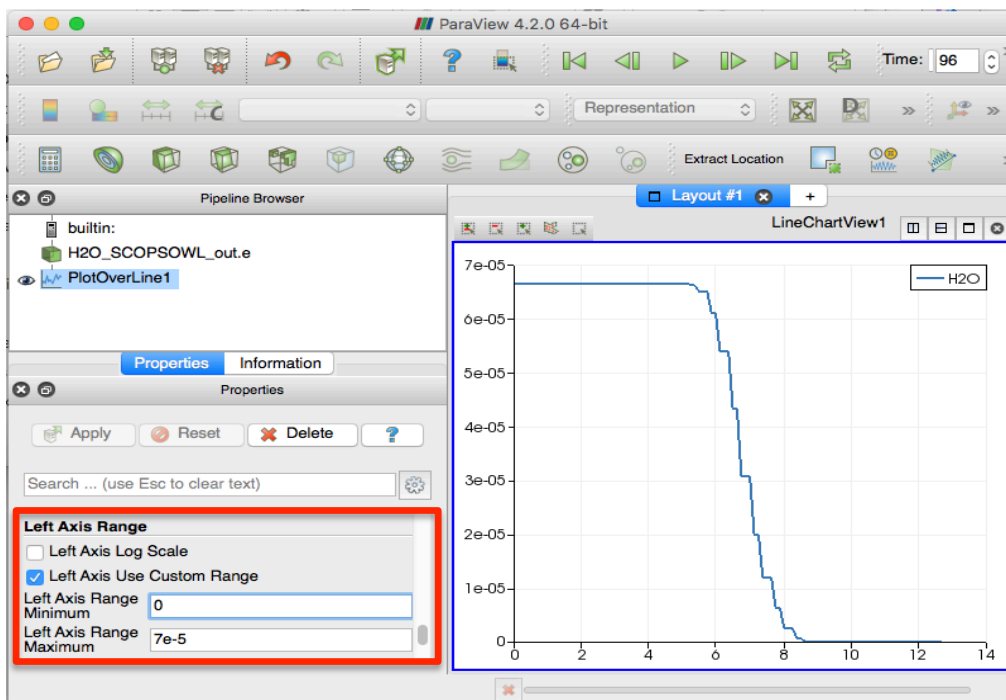 ParaView 4.2.0 64-bit
Time: 96
Representation
Extract Location
Pipeline Browser
builtin:
H2O_SCOPSOWL_out.e
PlotOverLine1
Properties Information
Properties
Apply Reset Delete ?
Search ... (use Esc to clear text)
Left Axis Range
Left Axis Log Scale
Left Axis Use Custom Range
Left Axis Range
Minimum
0
Left Axis Range
Maximum
7e-5
Layout #1 +
LineChartView1
H2O
7e-05
6e-05
5e-05
4e-05
3e-05
2e-05
1e-05
0
0 2 4 6 8 10 12 14